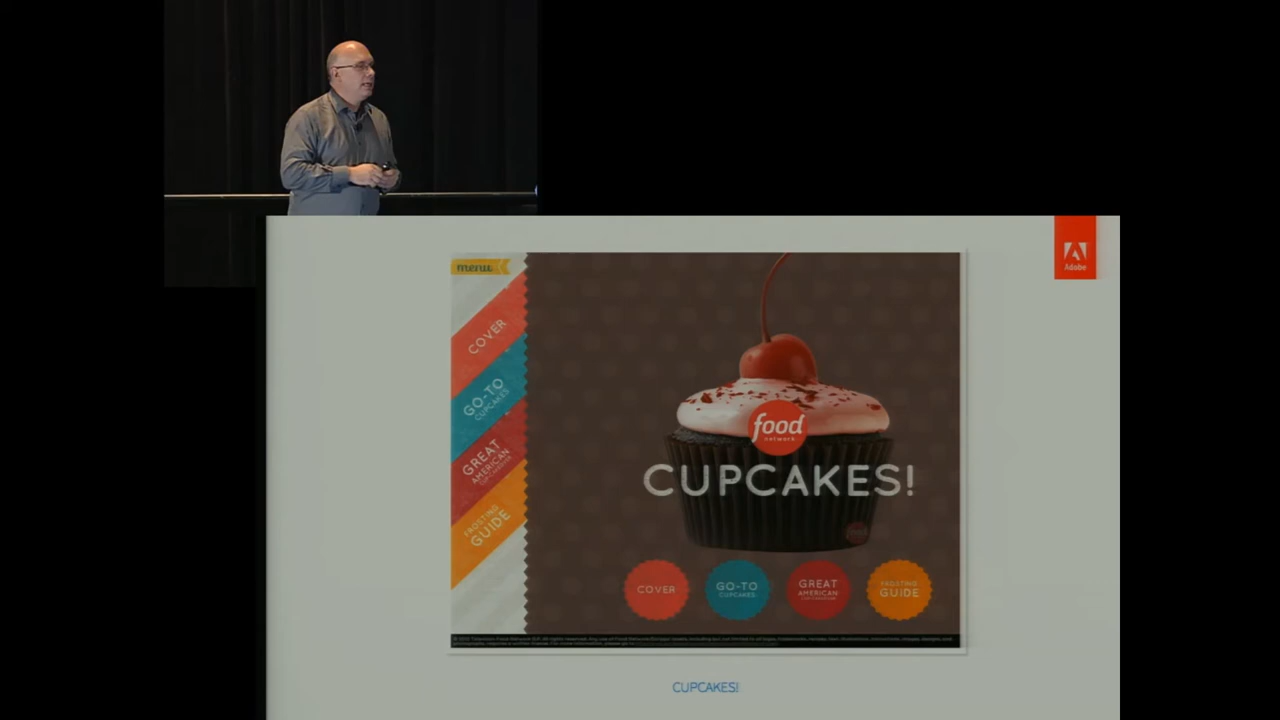 Adobe
menu
COVER
GO-TO
CUPCAKES
GREAT
AMERICAN
FROSTING
GUIDE
food
network
CUPCAKES!
COVER
GO-TO
CUPCAKES
GREAT
AMERICAN
FROSTING
GUIDE
CUPCAKES!